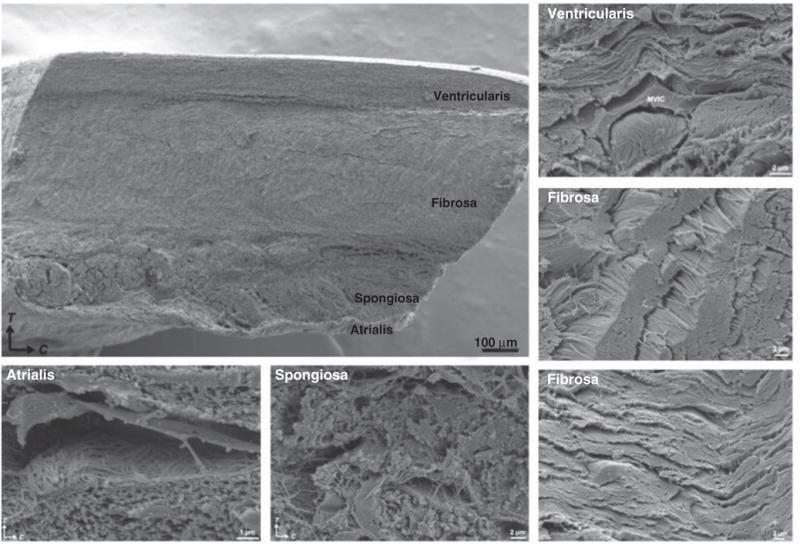 Ventricularis
Fibrosa
Spongiosa
Atrialis
T
C
100 μm
Ventricularis
MVIC
2 μm
Fibrosa
2 μm
Atrialis
T
C
1 μm
Spongiosa
T
C
2 μm
Fibrosa